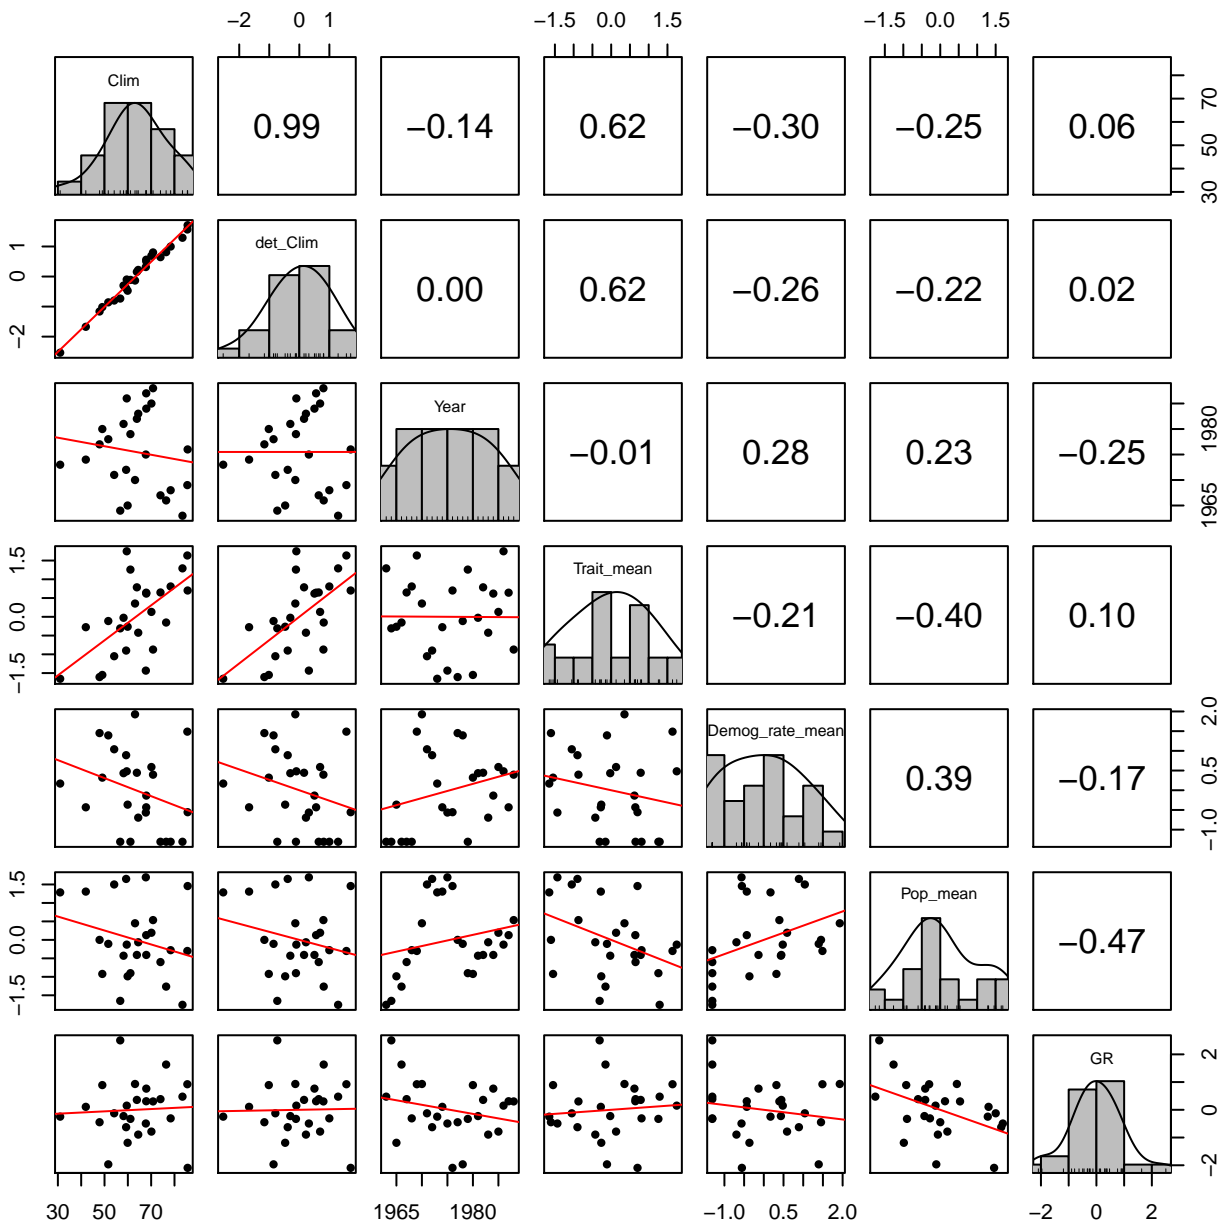 −2 0 1 −1.5 0.0 1.5 −1.5 0.0 1.5
Clim 0.99 −0.14 0.62 −0.30 −0.25 0.06 30 50 70
−2 0 1 det_Clim 0.00 0.62 −0.26 −0.22 0.02
Year −0.01 0.28 0.23 −0.25 1965 1980
−1.5 0.0 1.5 Trait_mean −0.21 −0.40 0.10
Demog_rate_mean 0.39 −0.17 −1.0 0.5 2.0
−1.5 0.0 1.5 Pop_mean −0.47
GR −2 0 2
30 50 70 1965 1980 −1.0 0.5 2.0 −2 0 2